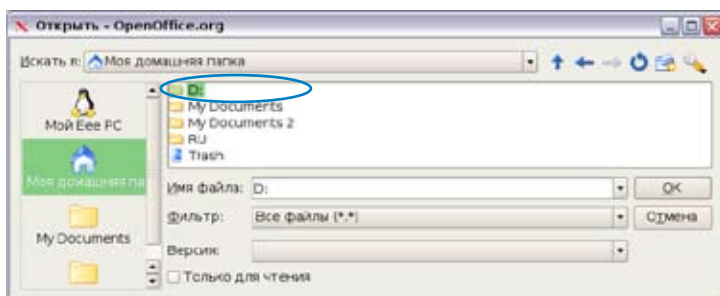 Открыть - OpenOffice.org
Искать в: Моя домашняя папка
Мой Eee PC
Моя домашняя па
My Documents
D:
My Documents
My Documents 2
RU
Trash
Имя файла: D: OK
Фильтр: Все файлы (*.*) Отмена
Версия:
Только для чтения